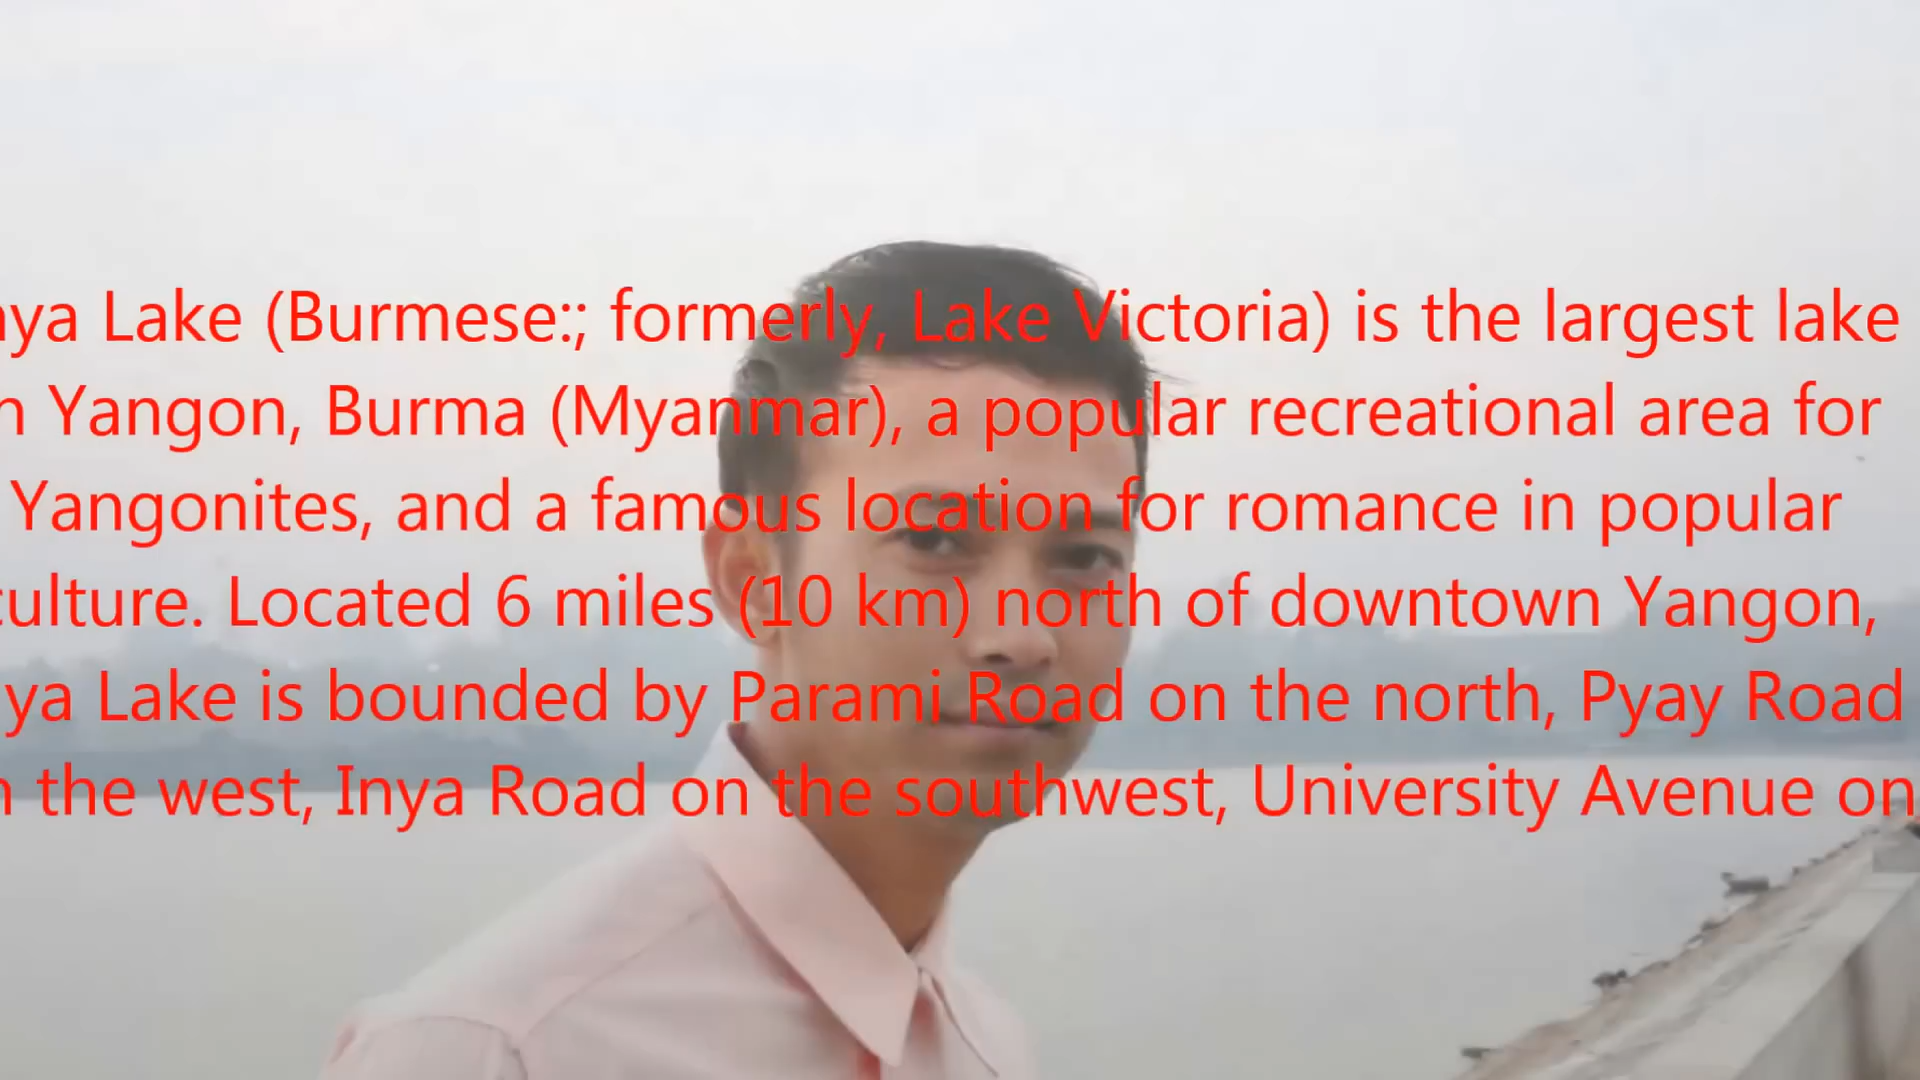 nya Lake (Burmese:; formerly, Lake Victoria) is the largest lake
n Yangon, Burma (Myanmar), a popular recreational area for
Yangonites, and a famous location for romance in popular
culture. Located 6 miles (10 km) north of downtown Yangon,
ya Lake is bounded by Parami Road on the north, Pyay Road
n the west, Inya Road on the southwest, University Avenue on